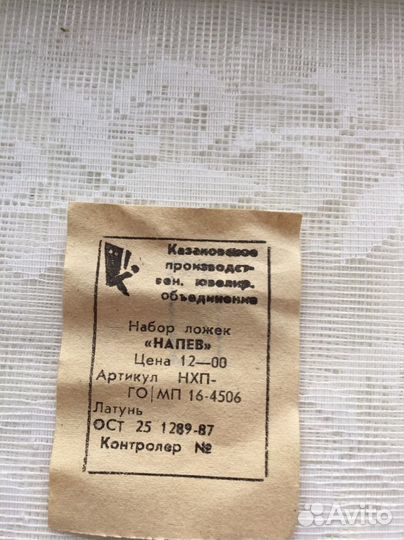 Казаковское
производст-
вен. ювелир.
объединение
Набор ложек
«НАПЕВ»
Цена 12—00
Артикул НХП-
ГО|МП 16-4506
Латунь
ОСТ 25 1289-87
Контролер №
Avito